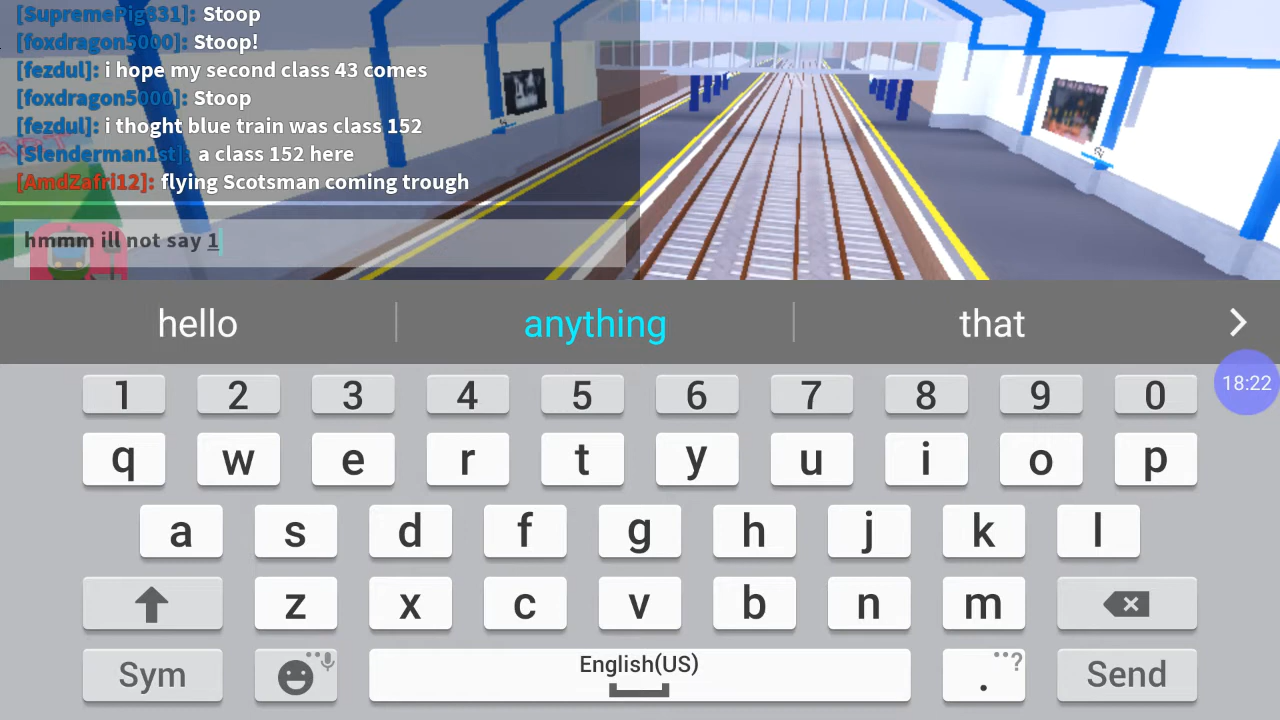 [SupremePig831]: Stoop
[foxdragon5000]: Stoop!
[fezdul]: i hope my second class 43 comes
[foxdragon5000]: Stoop
[fezdul]: i thoght blue train was class 152
[Slenderman1st]: a class 152 here
[AmdZafri12]: flying Scotsman coming trough
hmmm ill not say 1
hello anything that
18:22
1 2 3 4 5 6 7 8 9 0
q w e r t y u i o p
a s d f g h j k l
z x c v b n m
Sym English(US) . ? Send